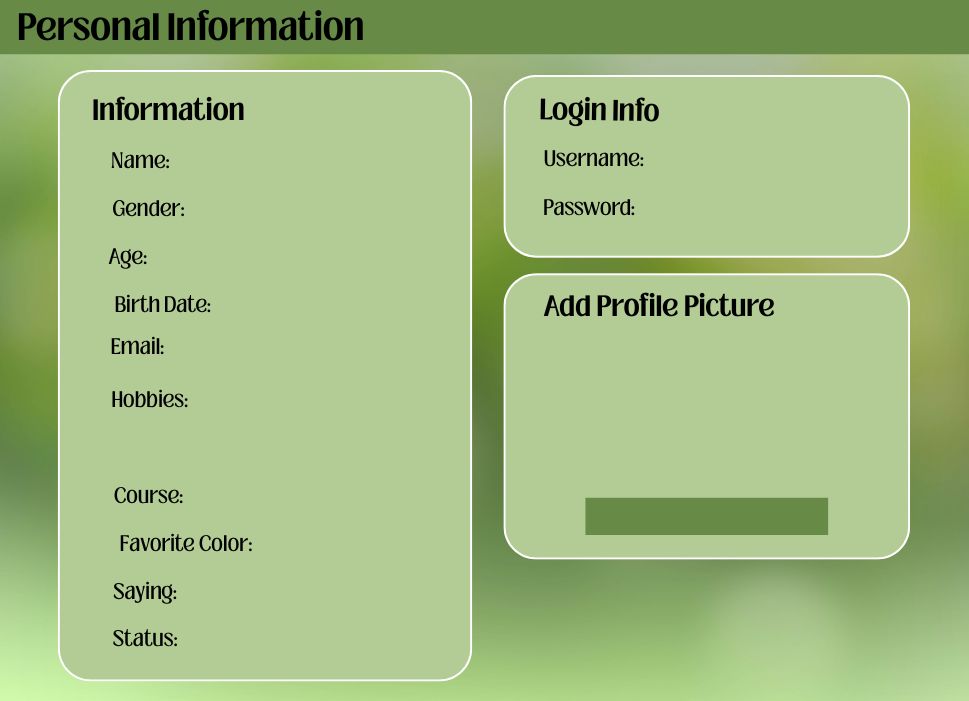 Personal Information
Information
Name:
Gender:
Age:
Birth Date:
Email:
Hobbies:
Course:
Favorite Color:
Saying:
Status:
Login Info
Username:
Password:
Add Profile Picture